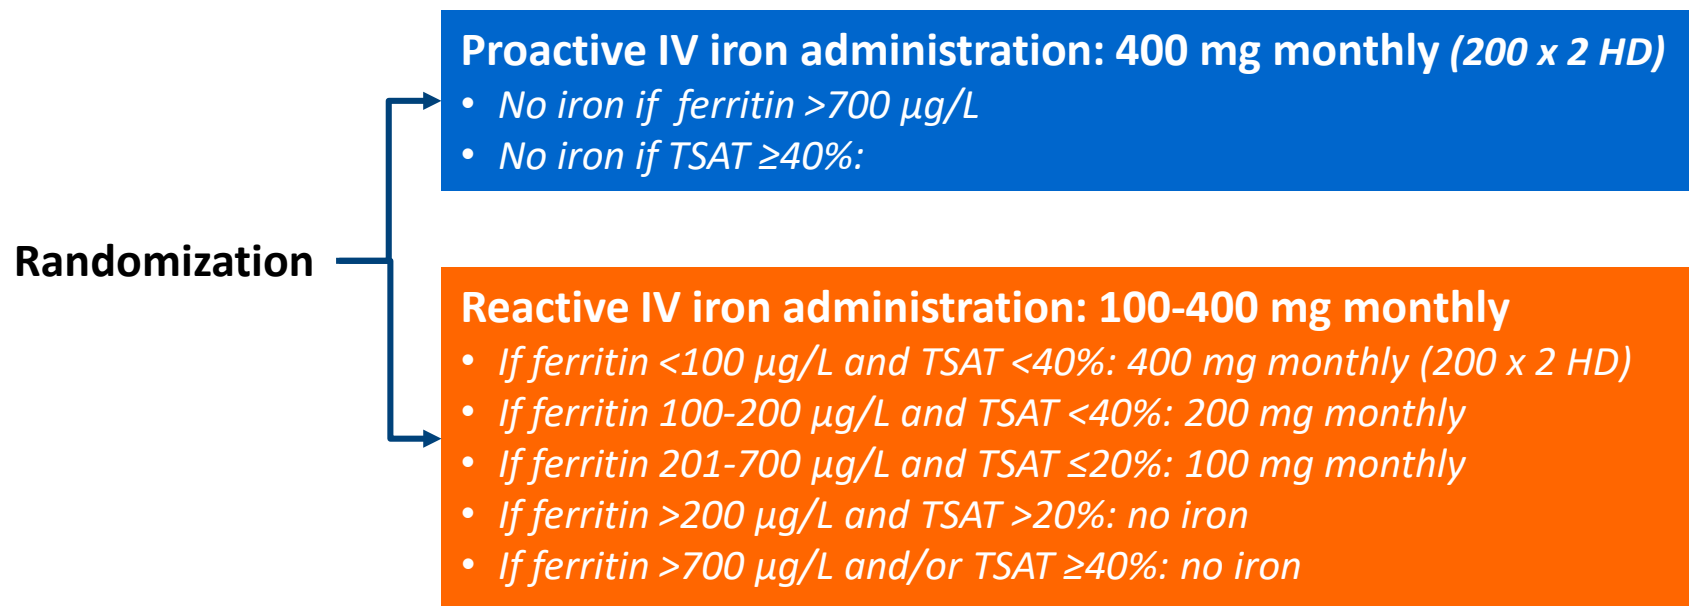 Proactive IV iron administration: 400 mg monthly (200 x 2 HD)
• No iron if ferritin >700 µg/L
• No iron if TSAT ≥40%:
Randomization
Reactive IV iron administration: 100-400 mg monthly
• If ferritin <100 µg/L and TSAT <40%: 400 mg monthly (200 x 2 HD)
• If ferritin 100-200 µg/L and TSAT <40%: 200 mg monthly
• If ferritin 201-700 µg/L and TSAT ≤20%: 100 mg monthly
• If ferritin >200 µg/L and TSAT >20%: no iron
• If ferritin >700 µg/L and/or TSAT ≥40%: no iron